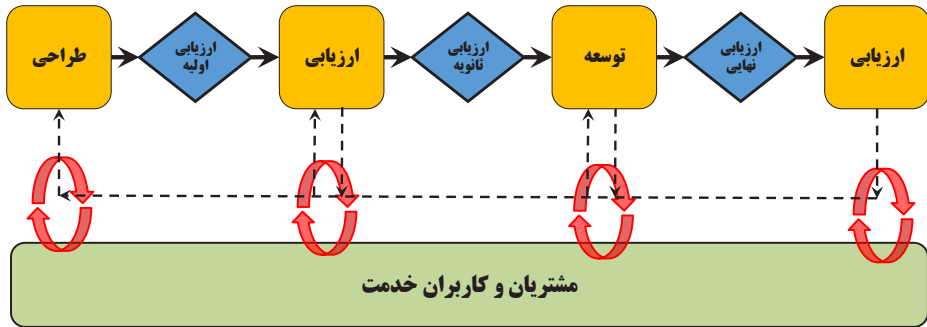 طراحی
ارزیابی
اولیه
ارزیابی
ارزیابی
ثانویه
توسعه
ارزیابی
نهایی
ارزیابی
مشتریان و کاربران خدمت